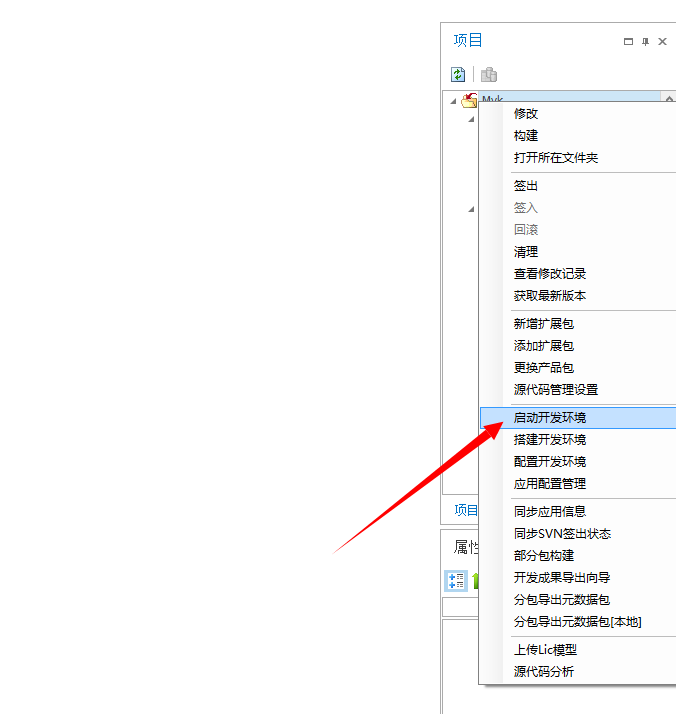 项目
Myk
修改
构建
打开所在文件夹
签出
签入
回滚
清理
查看修改记录
获取最新版本
新增扩展包
添加扩展包
更换产品包
源代码管理设置
启动开发环境
搭建开发环境
配置开发环境
应用配置管理
项目
同步应用信息
同步SVN签出状态
属性
部分包构建
开发成果导出向导
分包导出元数据包
分包导出元数据包[本地]
上传Lic模型
源代码分析